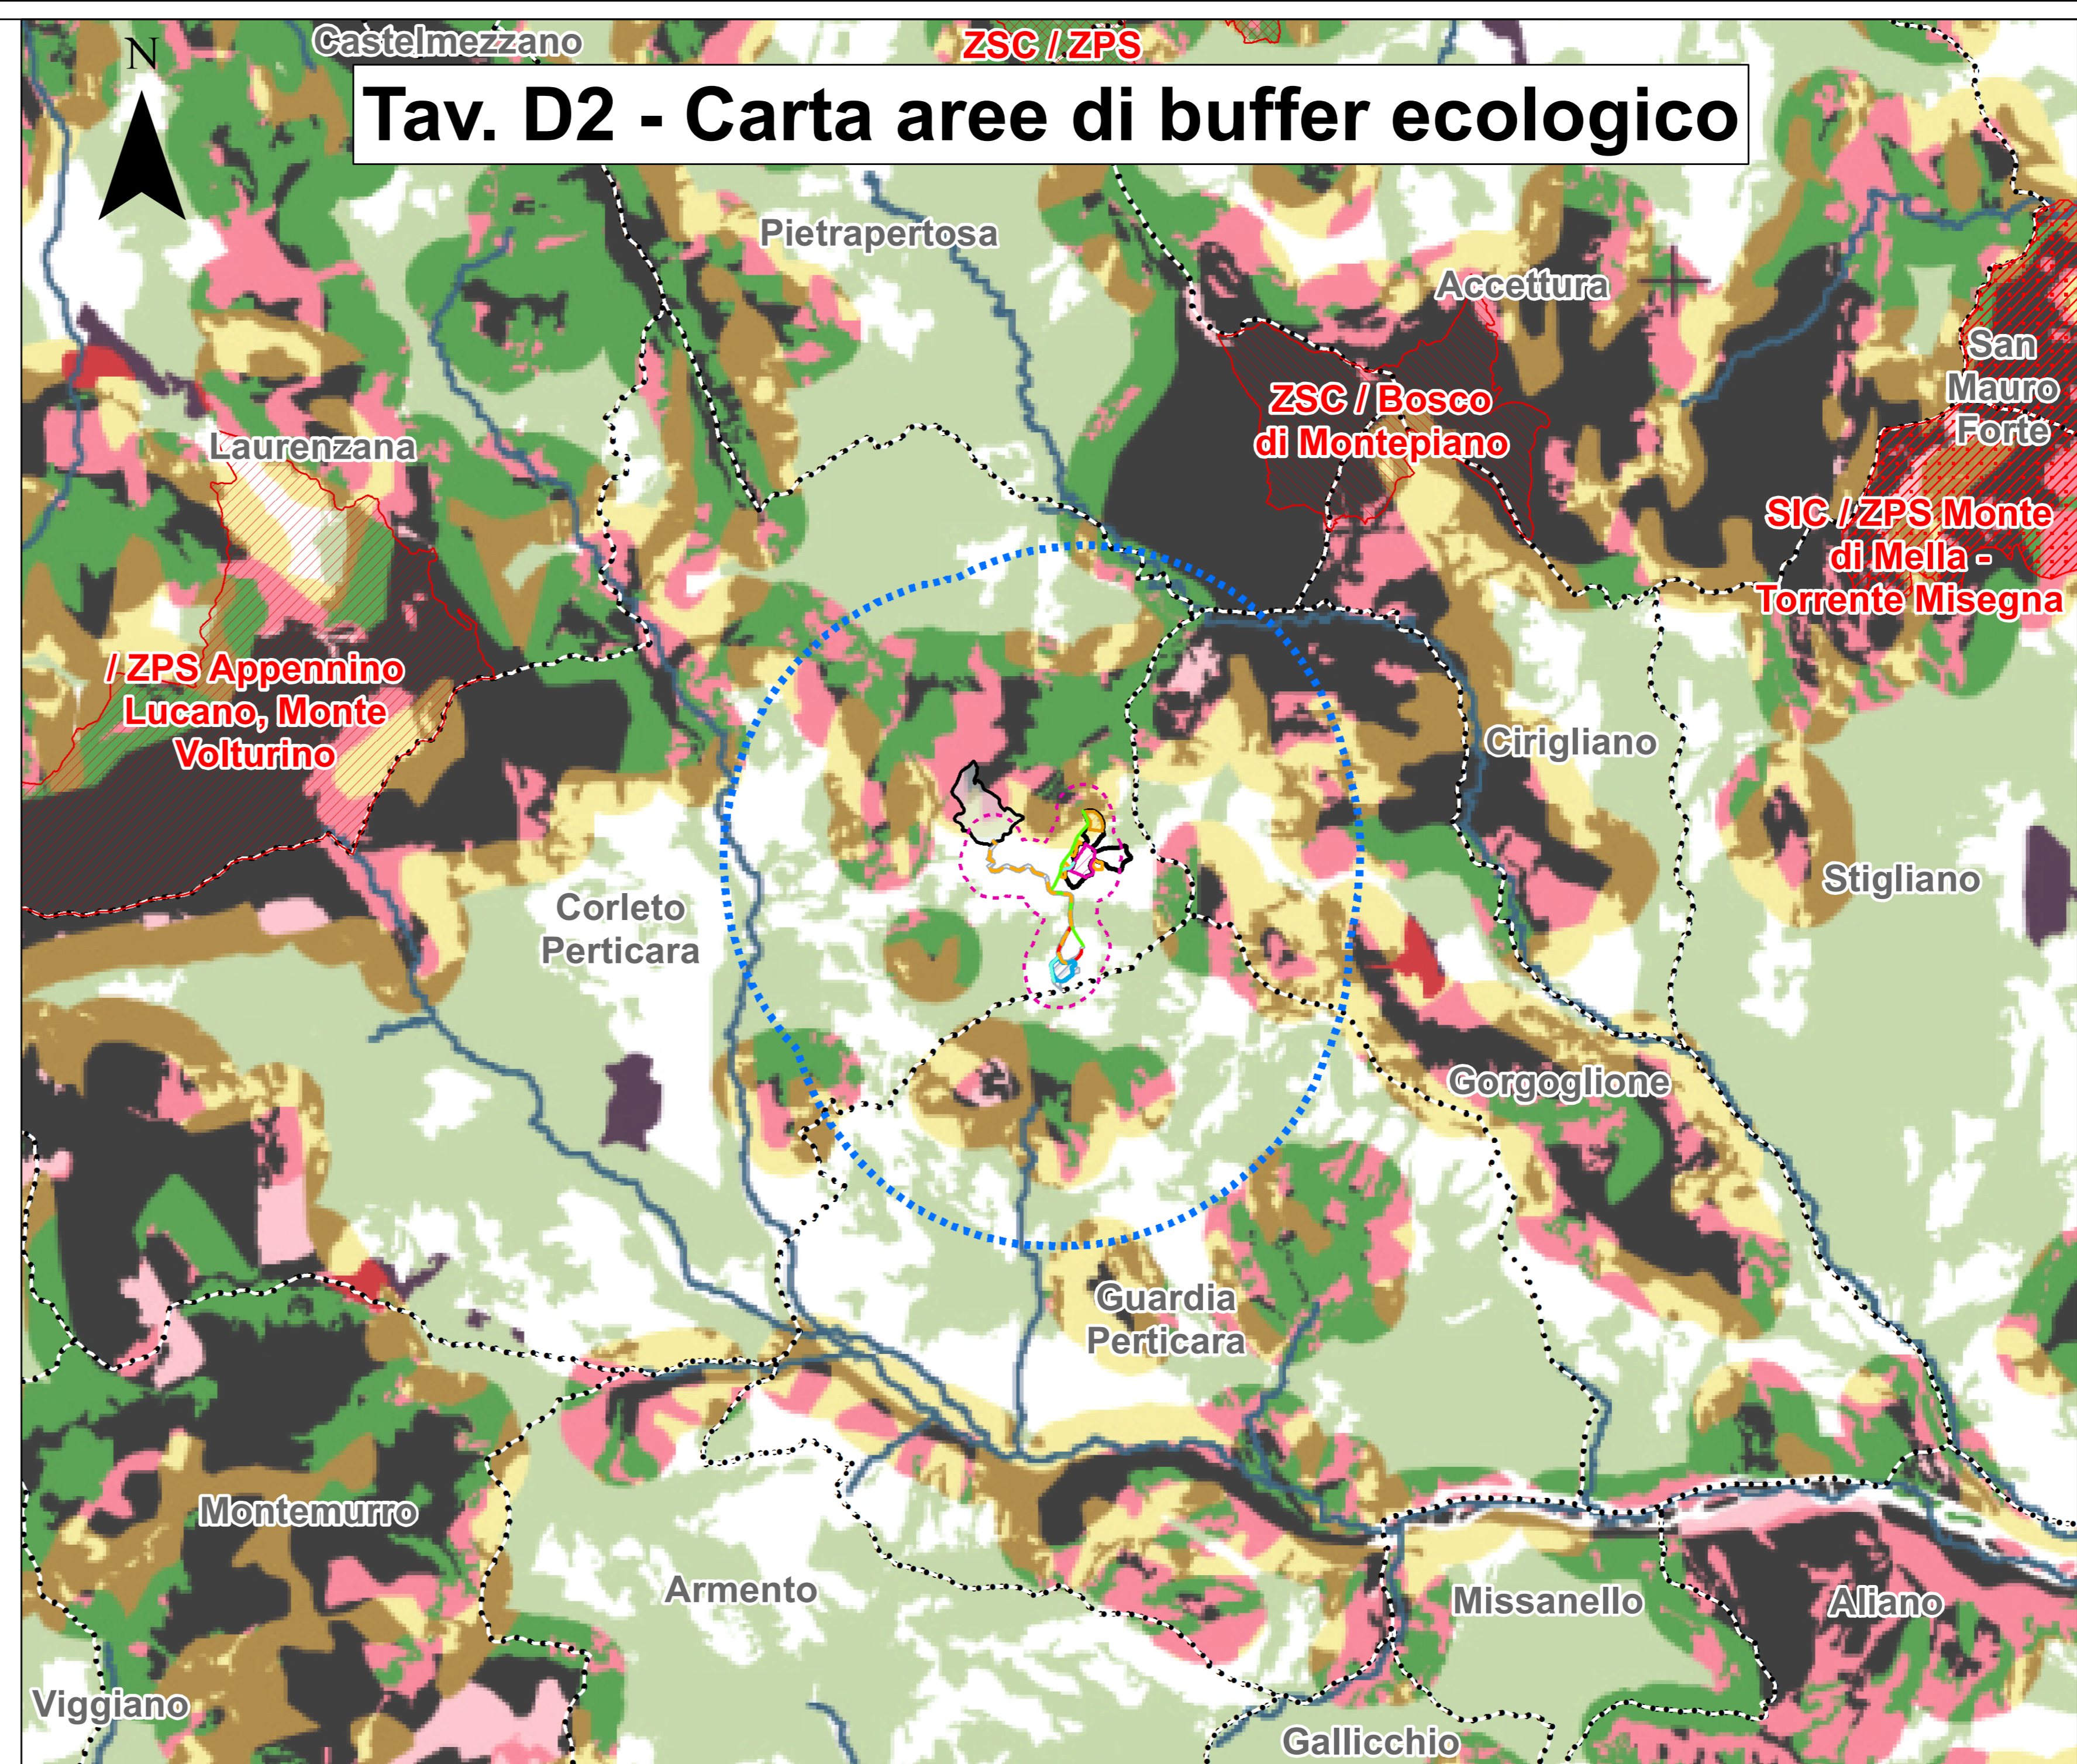 Castelmezzano
ZSC / ZPS
N
Tav. D2 - Carta aree di buffer ecologico
Pietrapertosa
Accettura
San
Mauro
Forte
ZSC / Bosco
di Montepiano
Laurenzana
SIC / ZPS Monte
di Mella -
Torrente Misegna
/ ZPS Appennino
Lucano, Monte
Volturino
Cirigliano
Stigliano
Corleto
Perticara
Gorgoglione
Guardia
Perticara
Montemurro
Armento
Missanello
Aliano
Viggiano
Gallicchio